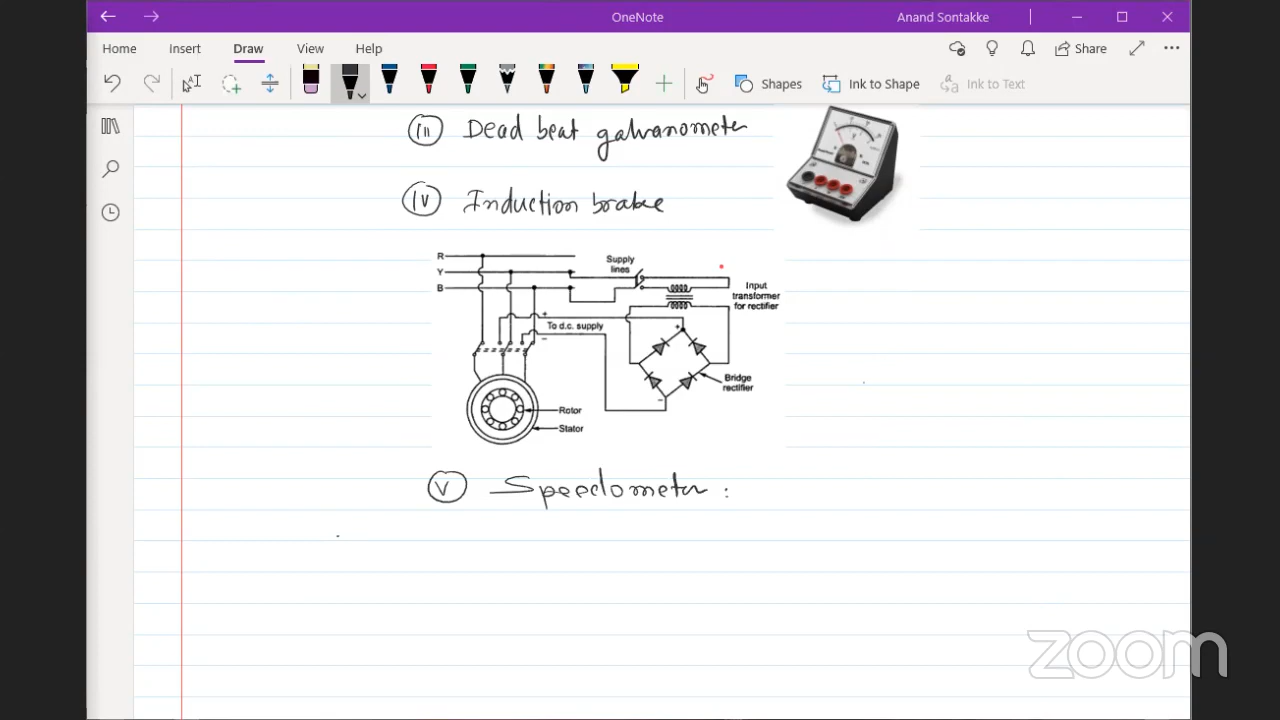 OneNote
Anand Sontakke
Home Insert Draw View Help
Share
Shapes
Ink to Shape
Ink to Text
(iii) Dead beat galvanometer
(iv) Induction brake
R
Y
B
Supply
lines
Input
transformer
for rectifier
+
To d.c. supply
−
+
−
Bridge
rectifier
Rotor
Stator
(v) Speedometer :
zoom